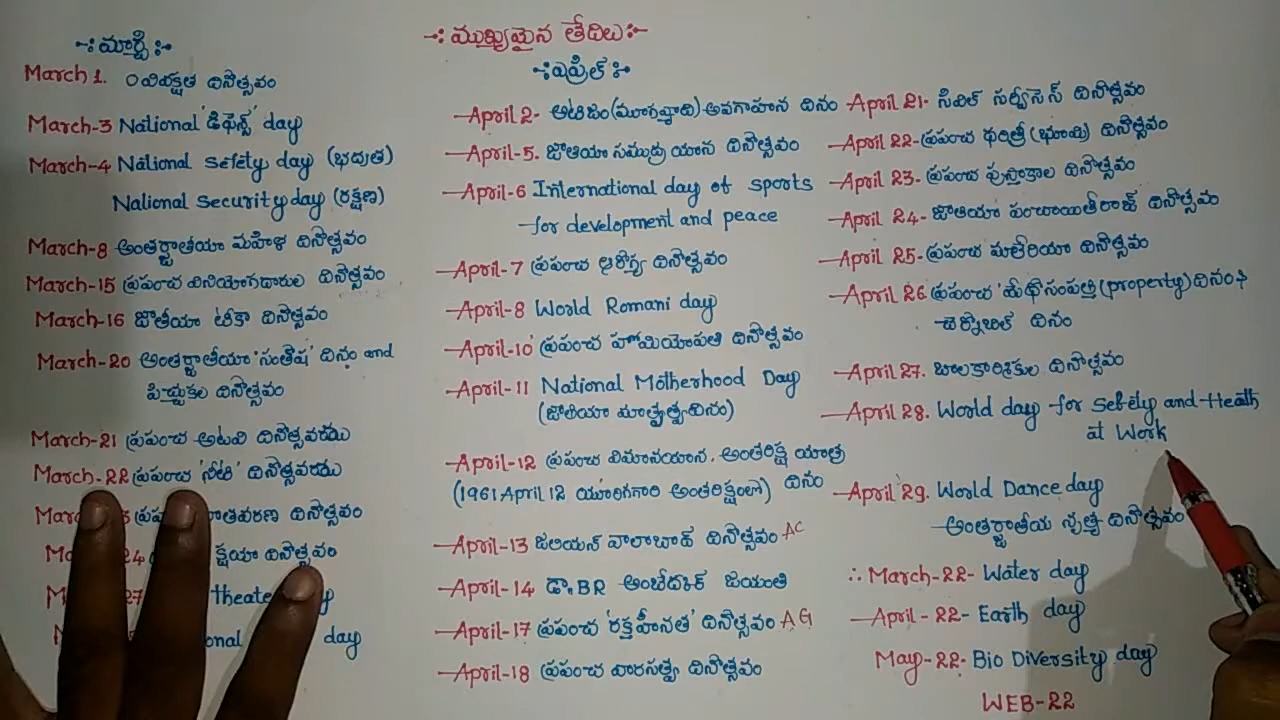 -: ముఖ్యమైన తేదీలు:-
-: మార్చి :-
March 1. 0 వివక్షత దినోత్సవం
March-3 National 'డిఫెన్స్' day
March-4 National Sefety day (భద్రత)
National Security day (రక్షణ)
March-8 అంతర్జాతీయా మహిళా దినోత్సవం
March-15 ప్రపంచ వినియోగదారుల దినోత్సవం
March-16 జాతీయా టీకా దినోత్సవం
March-20 అంతర్జాతీయా 'సంతోష' దినం and
పిచ్చుకల దినోత్సవం
March-21 ప్రపంచ అటవి దినోత్సవము
March-22 ప్రపంచ 'నీటి' దినోత్సవము
దినోత్సవం
క్షయా దినోత్సవం
day
-: ఏప్రిల్ :-
April 2- ఆటిజం (మూగవ్యాధి) అవగాహన దినం
April-5. జాతియా సముద్రయాన దినోత్సవం
April-6 International day of sports
for development and peace
April-7 ప్రపంచ ఆరోగ్య దినోత్సవం
April-8 World Romani day
April-10 ప్రపంచ హోమియోపతి దినోత్సవం
April-11 National Motherhood Day
(జాతియా మాతృత్వ దినం)
April-12 ప్రపంచ విమానయాన. అంతరిక్ష యాత్ర
(1961 April 12 యూరిగగారి అంతరిక్షంలో) దినం
April-13 జలియన్ వాలాబాగ్ దినోత్సవం AC
April-14 డా.BR అంబేద్కర్ జయంతి
April-17 ప్రపంచ 'రక్తహీనత' దినోత్సవం AG
April-18 ప్రపంచ వారసత్వ దినోత్సవం
April 21- సివిల్ సర్వీసెస్ దినోత్సవం
April 22- ప్రపంచ ధరిత్రీ (భూమి) దినోత్సవం
April 23- ప్రపంచ పుస్తకాల దినోత్సవం
April 24- జాతియా పంచాయితీరాజ్ దినోత్సవం
April 25- ప్రపంచ మలేరియా దినోత్సవం
April 26 ప్రపంచ 'మేధోసంపత్తి (property) దినం &
చెర్నోబిల్ దినం
April 27. బాలకార్మికుల దినోత్సవం
April 28. World day for Sefety and Heath
at Work
April 29. World Dance day
అంతర్జాతీయ నృత్య దినోత్సవం
∴ March-22- Water day
April-22- Earth day
May-22- Bio Diversity day
WEB-22